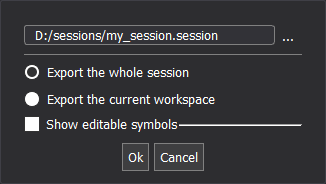 D:/sessions/my_session.session ...
Export the whole session
Export the current workspace
Show editable symbols
Ok Cancel